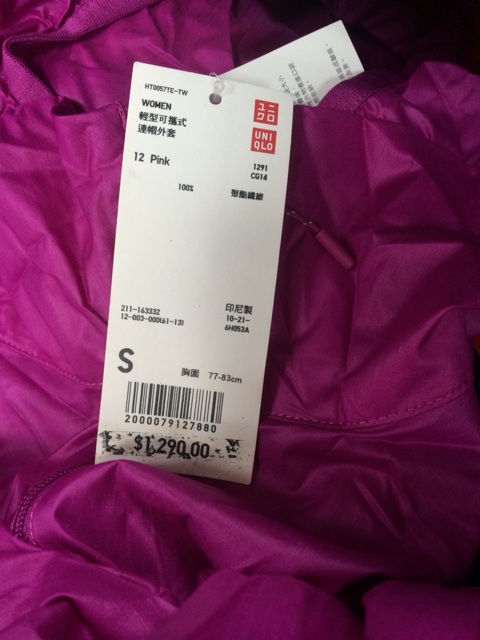 HT0057TE-TW
WOMEN
輕型可攜式
連帽外套
ユニ
クロ
UNI
QLO
12 Pink
1291
CG14
100%
聚酯纖維
211-163332
12-003-000(61-13)
印尼製
10-21-
6H053A
S
胸圍 77-83cm
2000079127880
$1,290.00